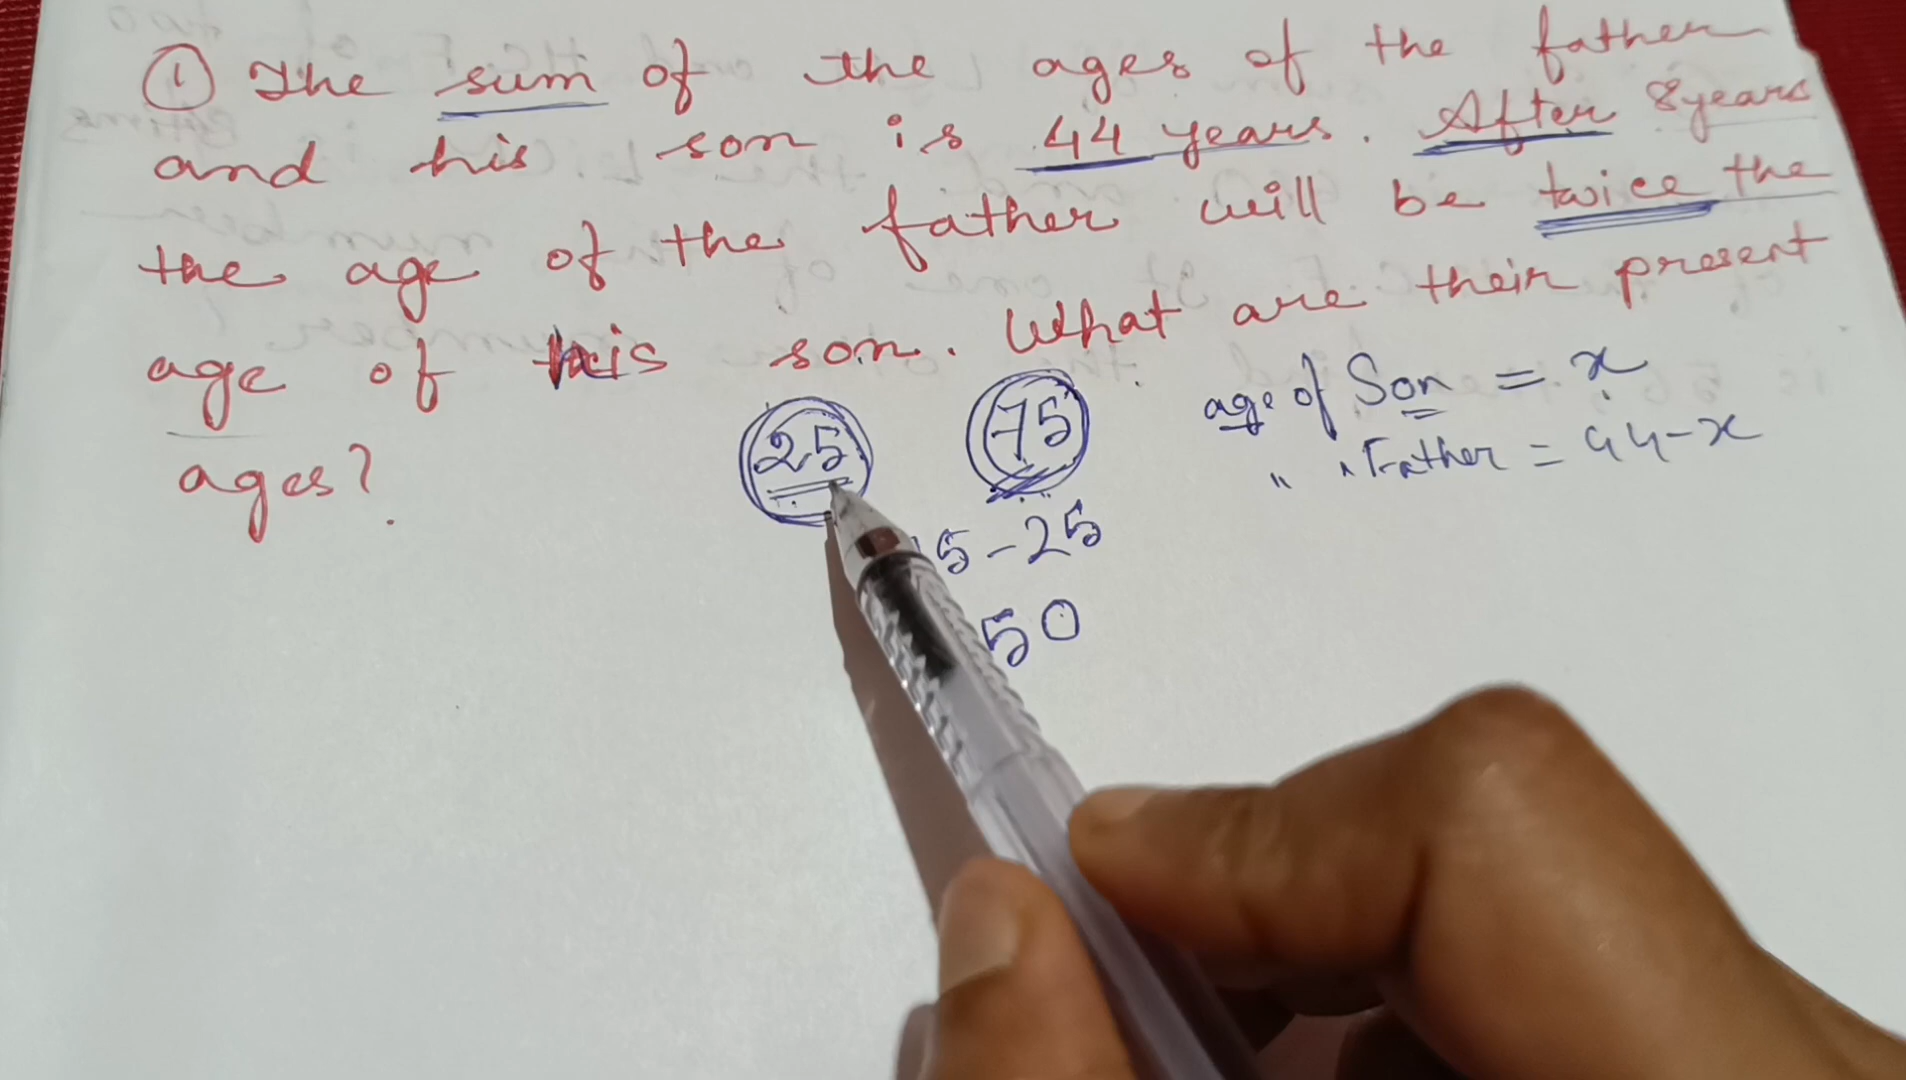 ① The sum of the ages of the father
and his son is 44 years. After 8 years
the age of the father will be twice the
age of his son. What are their present
ages?
25 75
5-25
50
age of Son = x
" " Father = 44-x